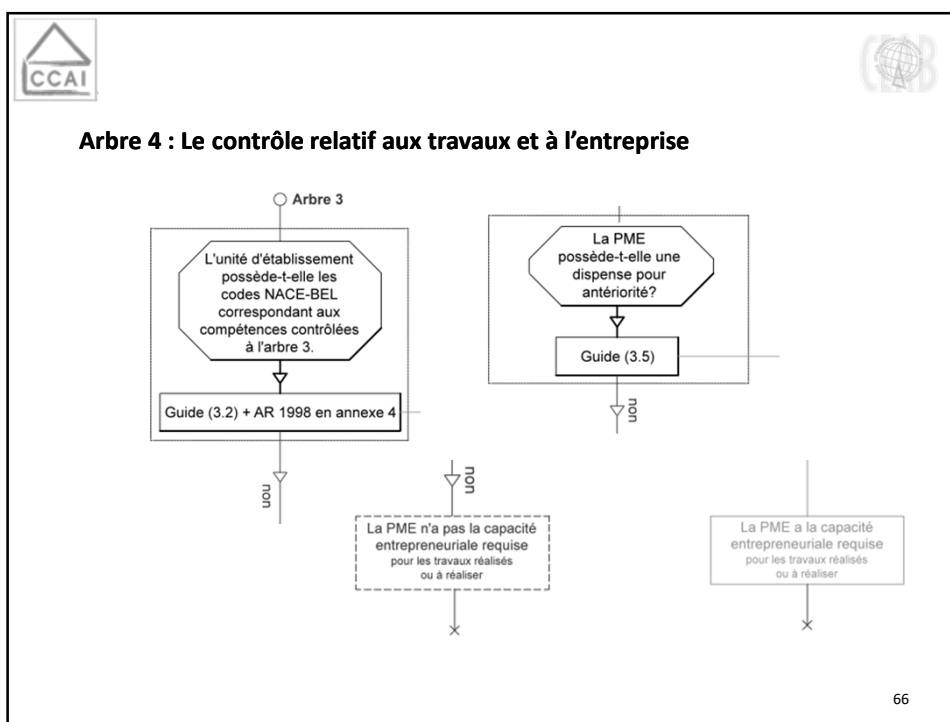 CCAI
Arbre 4 : Le contrôle relatif aux travaux et à l'entreprise
Arbre 3
L'unité d'établissement
possède-t-elle les
codes NACE-BEL
correspondant aux
compétences contrôlées
à l'arbre 3.
Guide (3.2) + AR 1998 en annexe 4
non
La PME
possède-t-elle une
dispense pour
antériorité?
Guide (3.5)
non
non
La PME n'a pas la capacité
entrepreneuriale requise
pour les travaux réalisés
ou à réaliser
La PME a la capacité
entrepreneuriale requise
pour les travaux réalisés
ou à réaliser
66